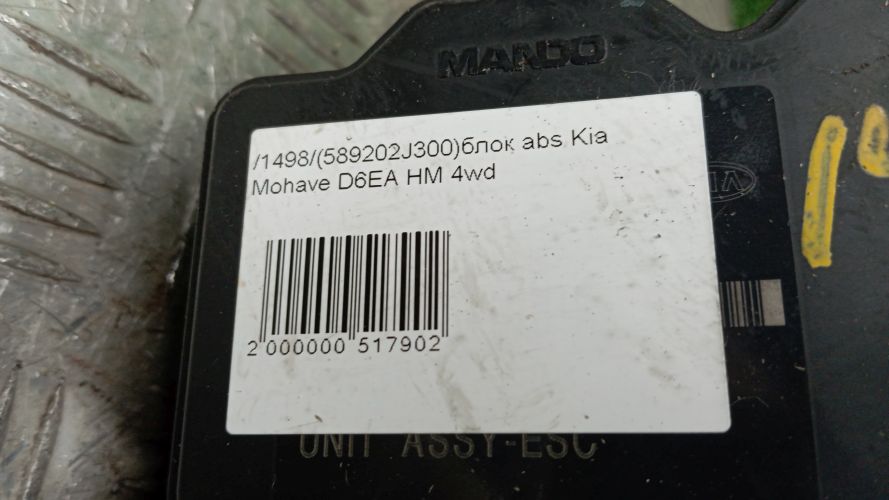 MANDO
/1498/(589202J300)блок abs Kia
Mohave D6EA HM 4wd
2 000000 517902
UNIT ASSY-ESC